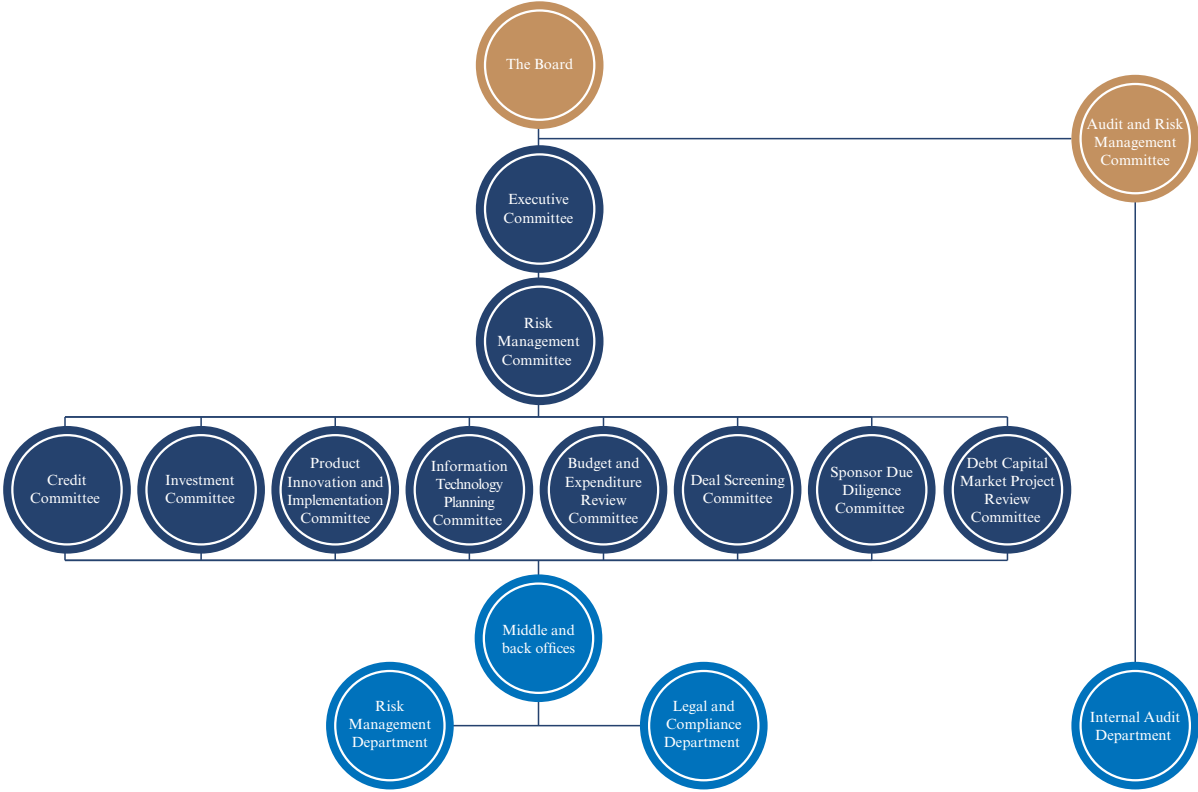 The Board
Audit and Risk
Management
Committee
Executive
Committee
Risk
Management
Committee
Credit
Committee
Investment
Committee
Product
Innovation and
Implementation
Committee
Information
Technology
Planning
Committee
Budget and
Expenditure
Review
Committee
Deal Screening
Committee
Sponsor Due
Diligence
Committee
Debt Capital
Market Project
Review
Committee
Middle and
back offices
Risk
Management
Department
Legal and
Compliance
Department
Internal Audit
Department